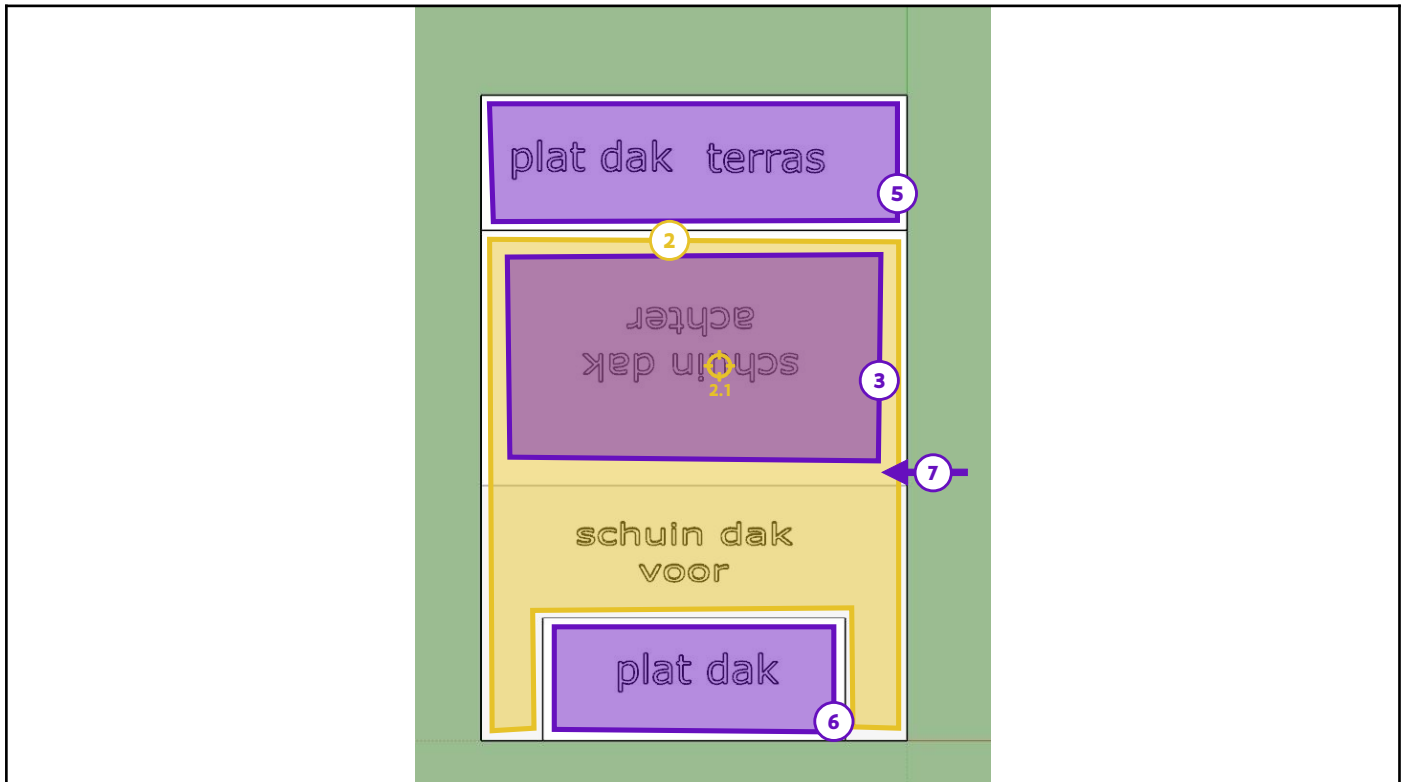 plat dak terras
5
2
achter
schuin dak
2.1
3
7
schuin dak
voor
plat dak
6